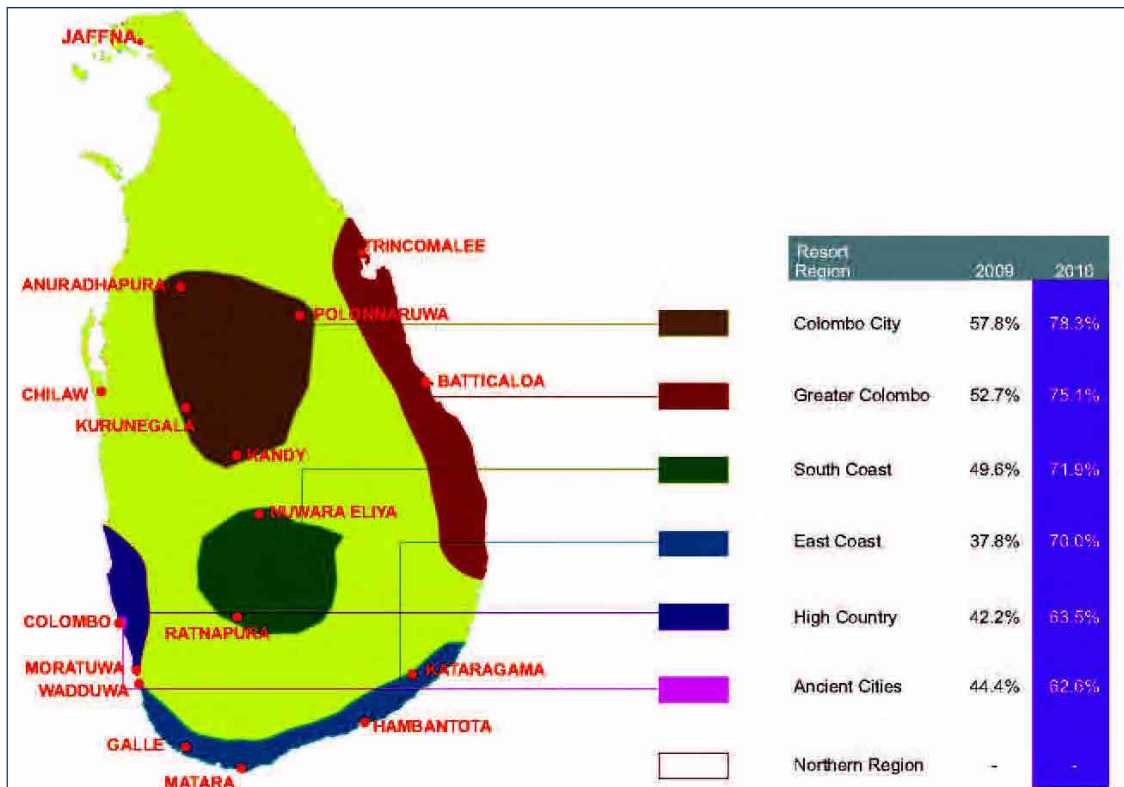 JAFFNA
TRINCOMALEE
ANURADHAPURA
POLONNARUWA
BATTICALOA
CHILAW
KURUNEGALA
KANDY
NUWARA ELIYA
COLOMBO
RATNAPURA
MORATUWA
WADDUWA
KATARAGAMA
HAMBANTOTA
GALLE
MATARA
Resort
Region 2009 2010
Colombo City 57.8% 78.3%
Greater Colombo 52.7% 75.1%
South Coast 49.6% 71.9%
East Coast 37.8% 70.0%
High Country 42.2% 63.5%
Ancient Cities 44.4% 62.6%
Northern Region - -